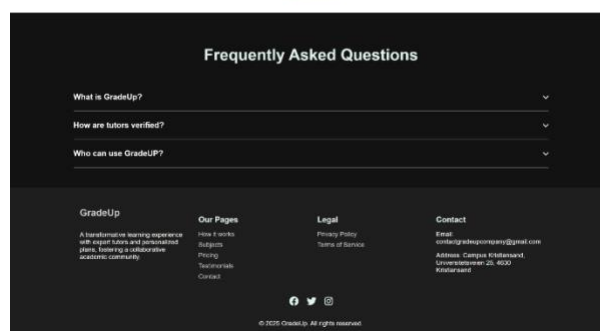 Frequently Asked Questions
What is GradeUp?
How are tutors verified?
Who can use GradeUP?
GradeUp
A transformative learning experience
with expert tutors and personalized
plans, fostering a collaborative
academic community.
Our Pages
How it works
Subjects
Pricing
Testimonials
Contact
Legal
Privacy Policy
Terms of Service
Contact
Email:
contactgradeupcompany@gmail.com
Address: Campus Kristiansand,
Universitetsveien 25, 4630
Kristiansand
© 2025 GradeUp. All rights reserved.